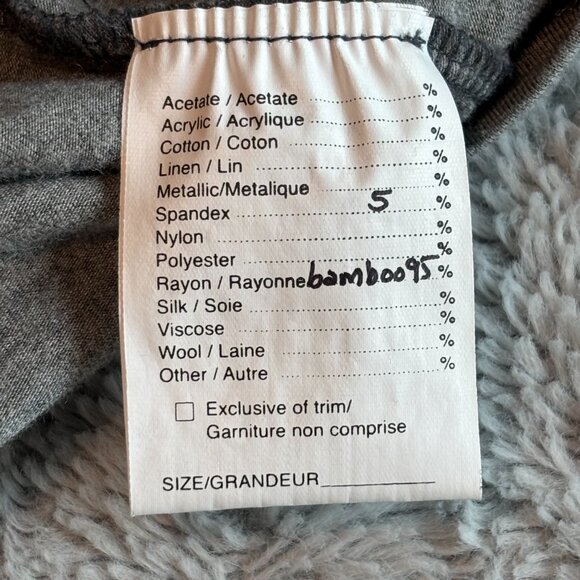 Acetate / Acetate ........................ %
Acrylic / Acrylique ........................ %
Cotton / Coton ........................ %
Linen / Lin ........................ %
Metallic/Metalique ........................ %
Spandex ............ 5 ............ %
Nylon ........................ %
Polyester ........................ %
Rayon / Rayonne bamboo 95 %
Silk / Soie ........................ %
Viscose ........................ %
Wool / Laine ........................ %
Other / Autre ........................ %
Exclusive of trim/
Garniture non comprise
SIZE/GRANDEUR__________